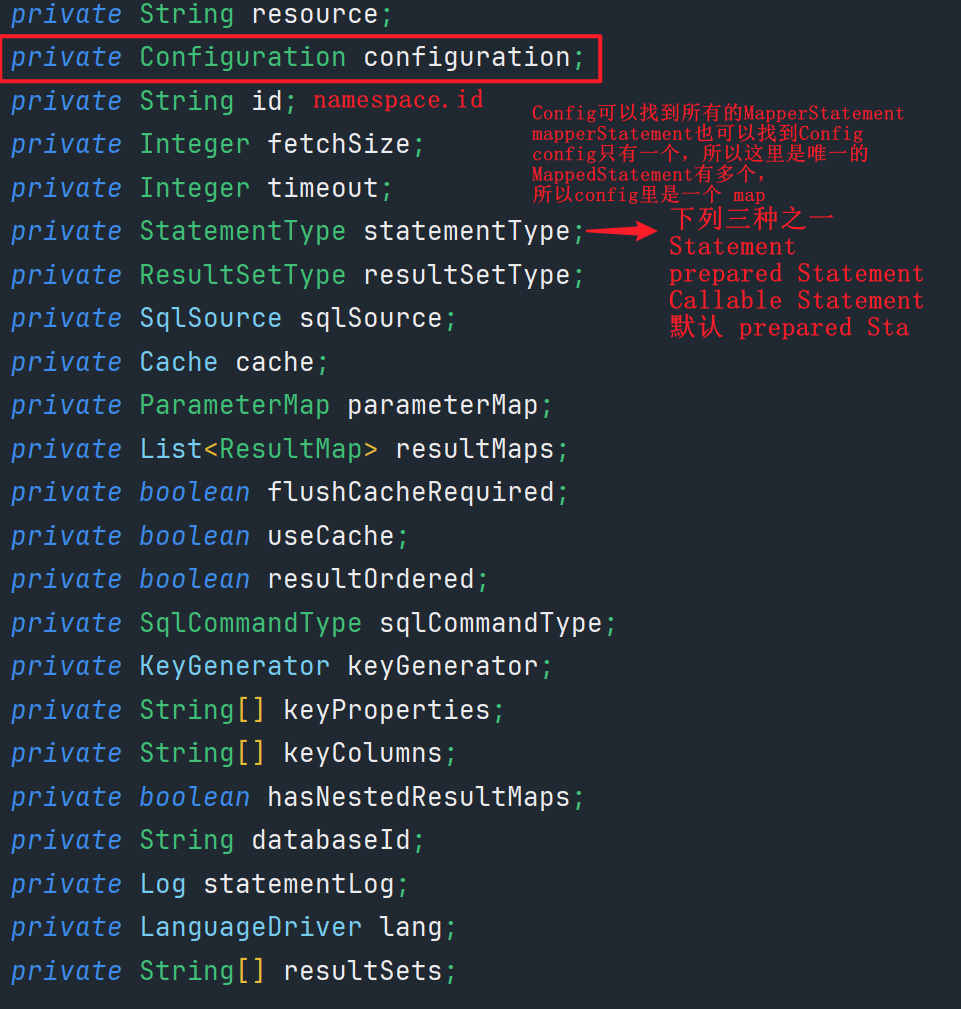 private String resource;
private Configuration configuration;
private String id; namespace.id
Config可以找到所有的MapperStatement
mapperStatement也可以找到Config
config只有一个，所以这里是唯一的
MappedStatement有多个，
所以config里是一个 map
private Integer fetchSize;
private Integer timeout;
private StatementType statementType;
下列三种之一
Statement
prepared Statement
Callable Statement
默认 prepared Sta
private ResultSetType resultSetType;
private SqlSource sqlSource;
private Cache cache;
private ParameterMap parameterMap;
private List<ResultMap> resultMaps;
private boolean flushCacheRequired;
private boolean useCache;
private boolean resultOrdered;
private SqlCommandType sqlCommandType;
private KeyGenerator keyGenerator;
private String[] keyProperties;
private String[] keyColumns;
private boolean hasNestedResultMaps;
private String databaseId;
private Log statementLog;
private LanguageDriver lang;
private String[] resultSets;